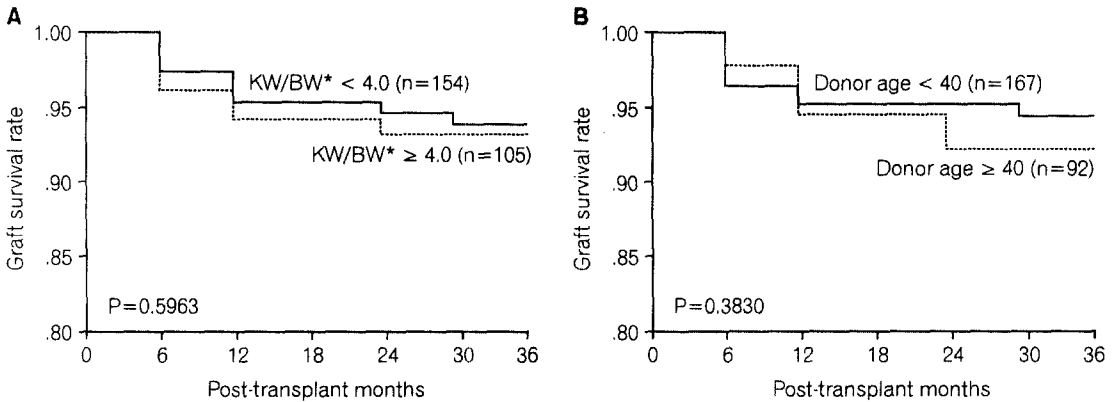 A
Graft survival rate
1.00
.95
.90
.85
.80
KW/BW* < 4.0 (n=154)
KW/BW* ≥ 4.0 (n=105)
P=0.5963
0 6 12 18 24 30 36
Post-transplant months
B
Graft survival rate
1.00
.95
.90
.85
.80
Donor age < 40 (n=167)
Donor age ≥ 40 (n=92)
P=0.3830
0 6 12 18 24 30 36
Post-transplant months